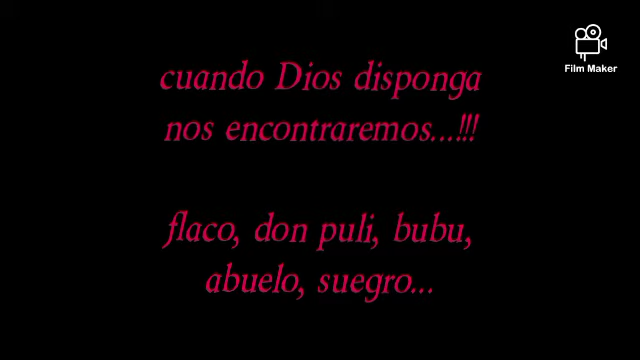 cuando Dios disponga
nos encontraremos...!!!
flaco, don puli, bubu,
abuelo, suegro...
Film Maker